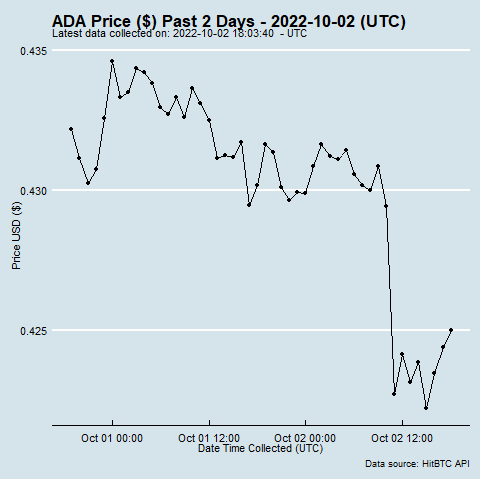 ADA Price ($) Past 2 Days - 2022-10-02 (UTC)
Latest data collected on: 2022-10-02 18:03:40 - UTC
0.435
0.430
0.425
Price USD ($)
Oct 01 00:00 Oct 01 12:00 Oct 02 00:00 Oct 02 12:00
Date Time Collected (UTC)
Data source: HitBTC API